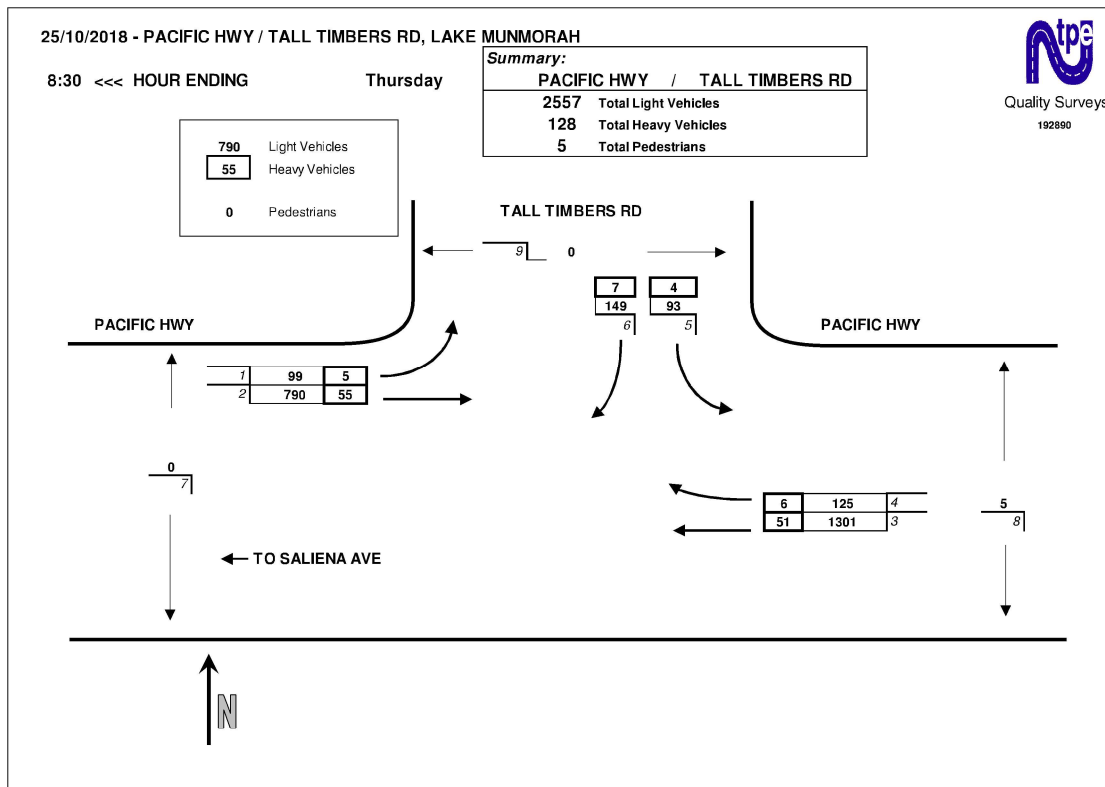 25/10/2018 - PACIFIC HWY / TALL TIMBERS RD, LAKE MUNMORAH
8:30 <<< HOUR ENDING Thursday
Summary:
PACIFIC HWY / TALL TIMBERS RD
2557 Total Light Vehicles
128 Total Heavy Vehicles
5 Total Pedestrians
tpe
Quality Surveys
192890
790 Light Vehicles
55 Heavy Vehicles
0 Pedestrians
TALL TIMBERS RD
9 0
7 4
149 93
6 5
PACIFIC HWY
PACIFIC HWY
1 99 5
2 790 55
0
7
6 125 4
51 1301 3
5
8
TO SALIENA AVE
N